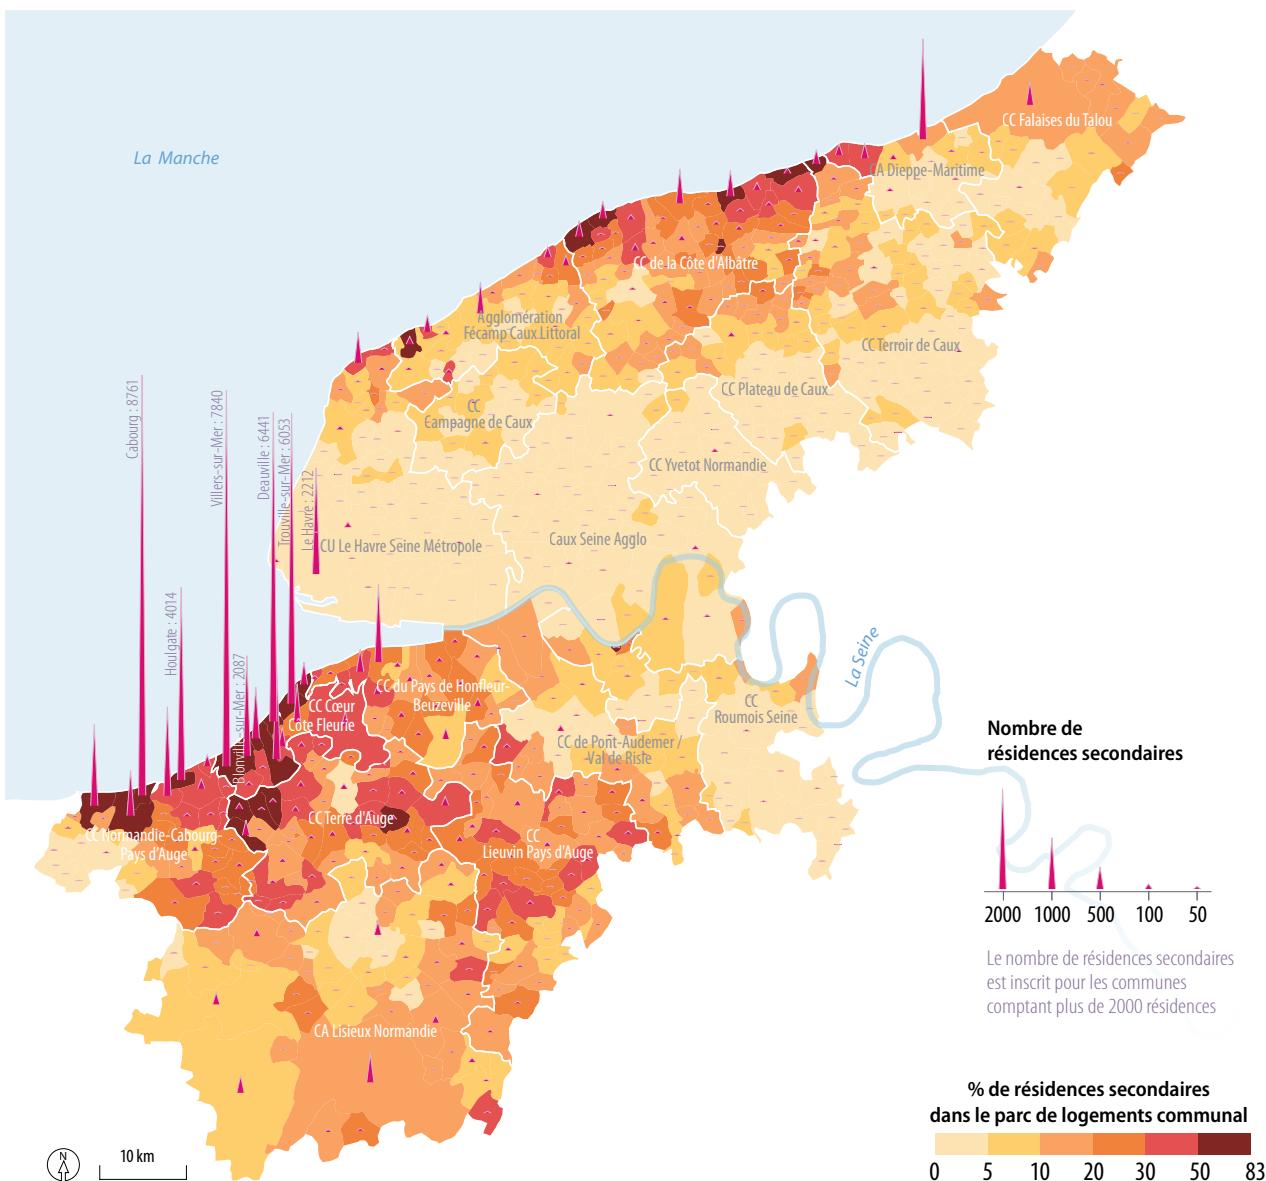 La Manche
CC Falaises du Talou
CA Dieppe-Maritime
CC de la Côte d'Albâtre
Agglomération
Fécamp Caux Littoral
CC Terroir de Caux
CC Plateau de Caux
CC
Campagne de Caux
CC Yvetot Normandie
Cabourg : 8761
Villers-sur-Mer : 7840
Deauville : 6441
Trouville-sur-Mer : 6053
Le Havre : 2212
CU Le Havre Seine Métropole
Caux Seine Agglo
Houlgate : 4014
Blonville-sur-Mer : 2087
La Seine
CC du Pays de Honfleur-
Beuzeville
CC Cœur
Côte Fleurie
CC
Roumois Seine
CC de Pont-Audemer /
Val de Risle
CC Terre d'Auge
CC Normandie-Cabourg-
Pays d'Auge
CC
Lieuvin Pays d'Auge
CA Lisieux Normandie
Nombre de
résidences secondaires
2000 1000 500 100 50
Le nombre de résidences secondaires
est inscrit pour les communes
comptant plus de 2000 résidences
% de résidences secondaires
dans le parc de logements communal
0 5 10 20 30 50 83
N
10 km